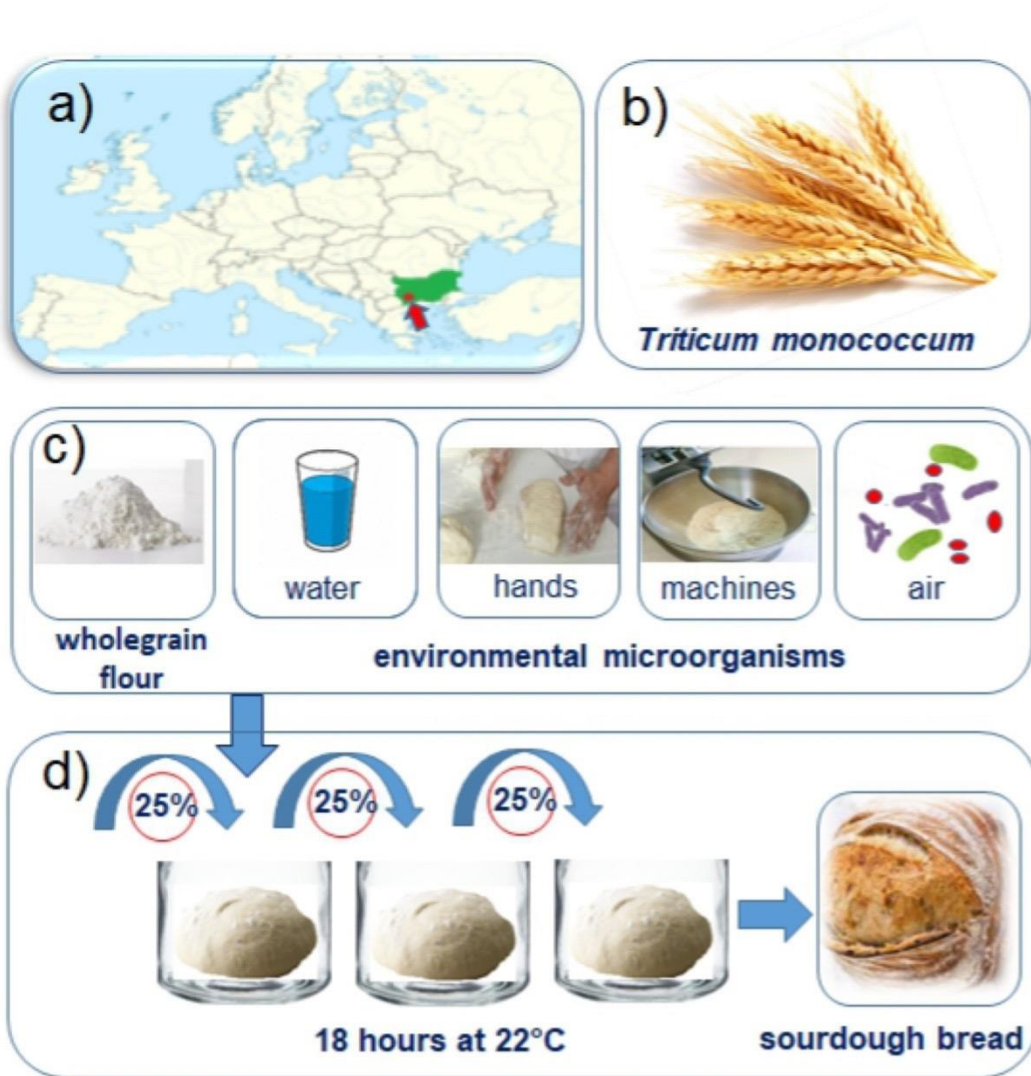 a)
b)
Triticum monococcum
c)
water
hands
machines
air
wholegrain
flour
environmental microorganisms
d)
25%
25%
25%
18 hours at 22°C
sourdough bread